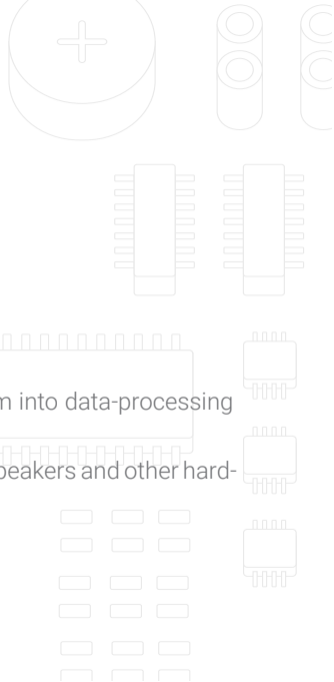 m into data-processing
peakers and other hard-